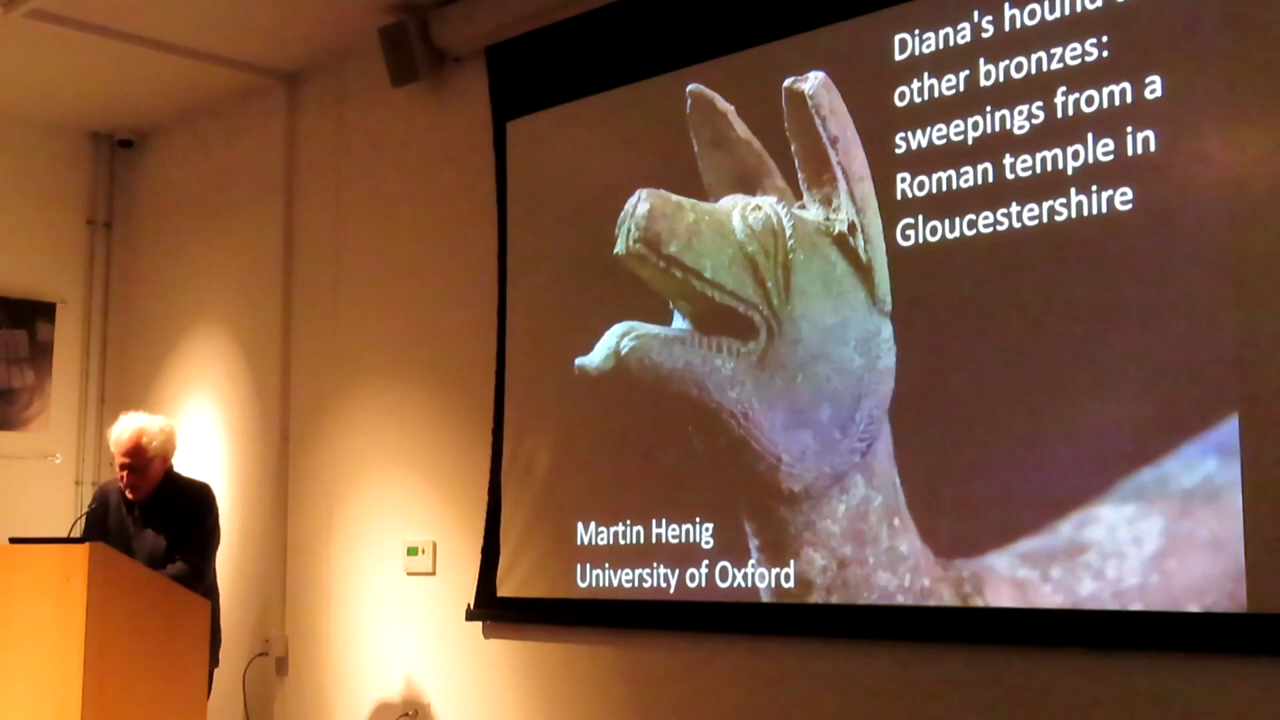 Diana's hound
other bronzes:
sweepings from a
Roman temple in
Gloucestershire
Martin Henig
University of Oxford